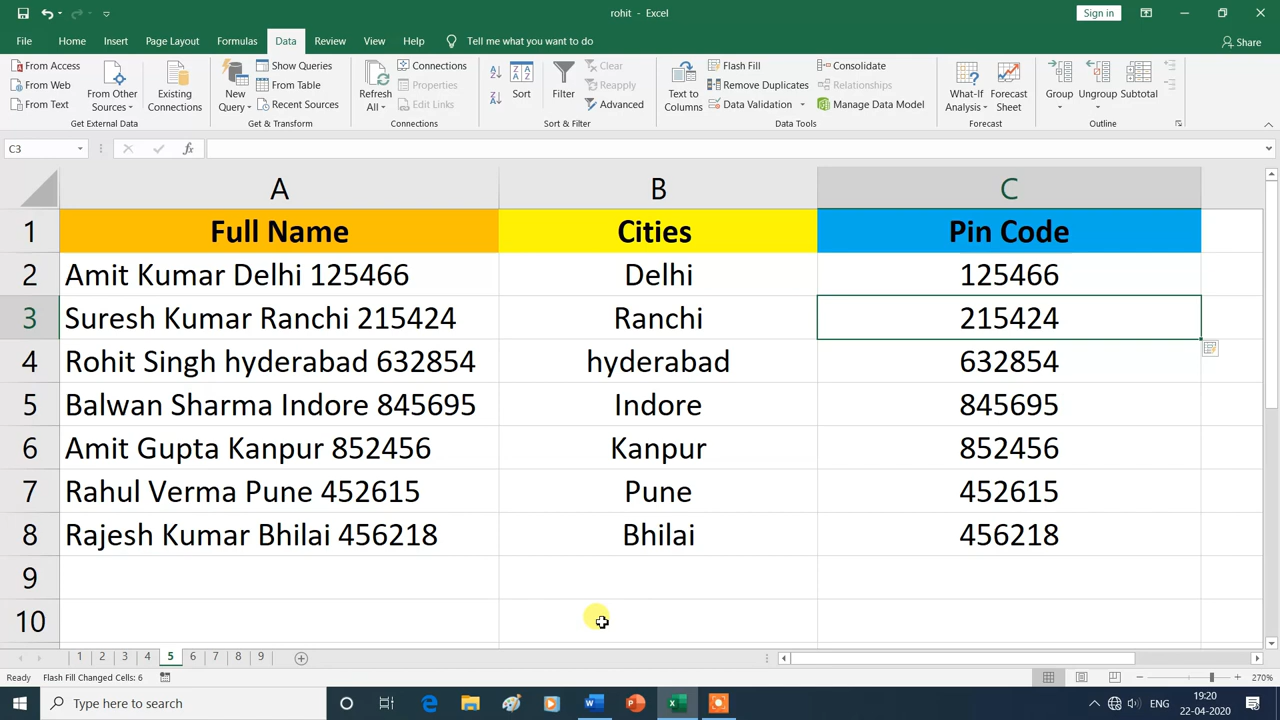 rohit - Excel
Sign in
File Home Insert Page Layout Formulas Data Review View Help Tell me what you want to do Share
From Access
From Web
From Text
From Other Sources
Existing Connections
Get External Data
New Query
Show Queries
From Table
Recent Sources
Get & Transform
Refresh All
Connections
Properties
Edit Links
Connections
Sort
Filter
Clear
Reapply
Advanced
Sort & Filter
Text to Columns
Flash Fill
Remove Duplicates
Data Validation
Consolidate
Relationships
Manage Data Model
Data Tools
What-If Analysis
Forecast Sheet
Forecast
Group
Ungroup
Subtotal
Outline
C3
fx
A B C
1 Full Name Cities Pin Code
2 Amit Kumar Delhi 125466 Delhi 125466
3 Suresh Kumar Ranchi 215424 Ranchi 215424
4 Rohit Singh hyderabad 632854 hyderabad 632854
5 Balwan Sharma Indore 845695 Indore 845695
6 Amit Gupta Kanpur 852456 Kanpur 852456
7 Rahul Verma Pune 452615 Pune 452615
8 Rajesh Kumar Bhilai 456218 Bhilai 456218
9
10
1 2 3 4 5 6 7 8 9
Ready Flash Fill Changed Cells: 6 270%
Type here to search
ENG
19:20
22-04-2020